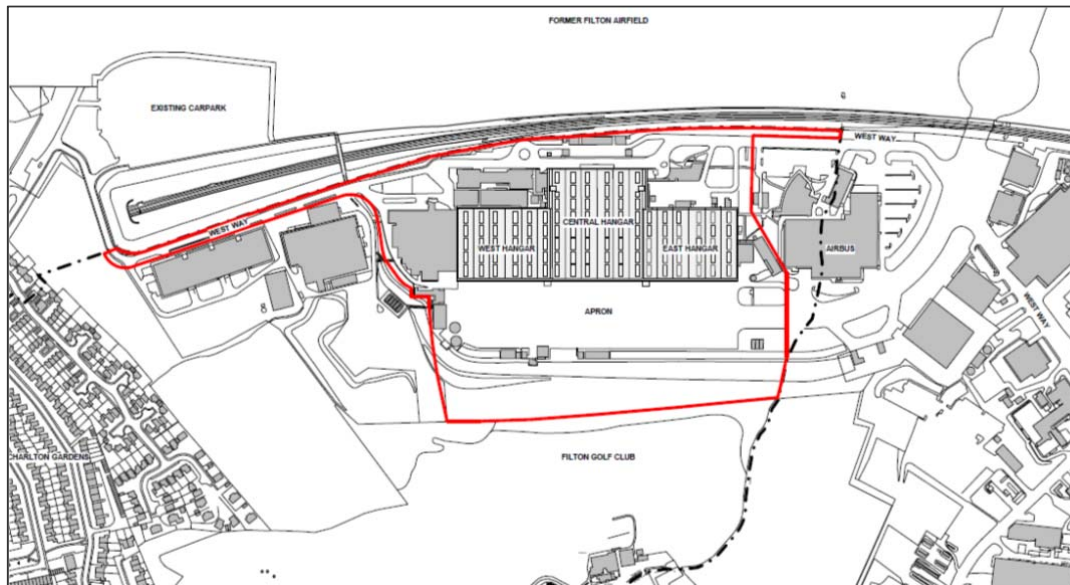 FORMER FILTON AIRFIELD
EXISTING CARPARK
WEST WAY
WEST WAY
CENTRAL HANGAR
WEST HANGAR
EAST HANGAR
AIRBUS
WEST WAY
APRON
CHARLTON GARDENS
FILTON GOLF CLUB